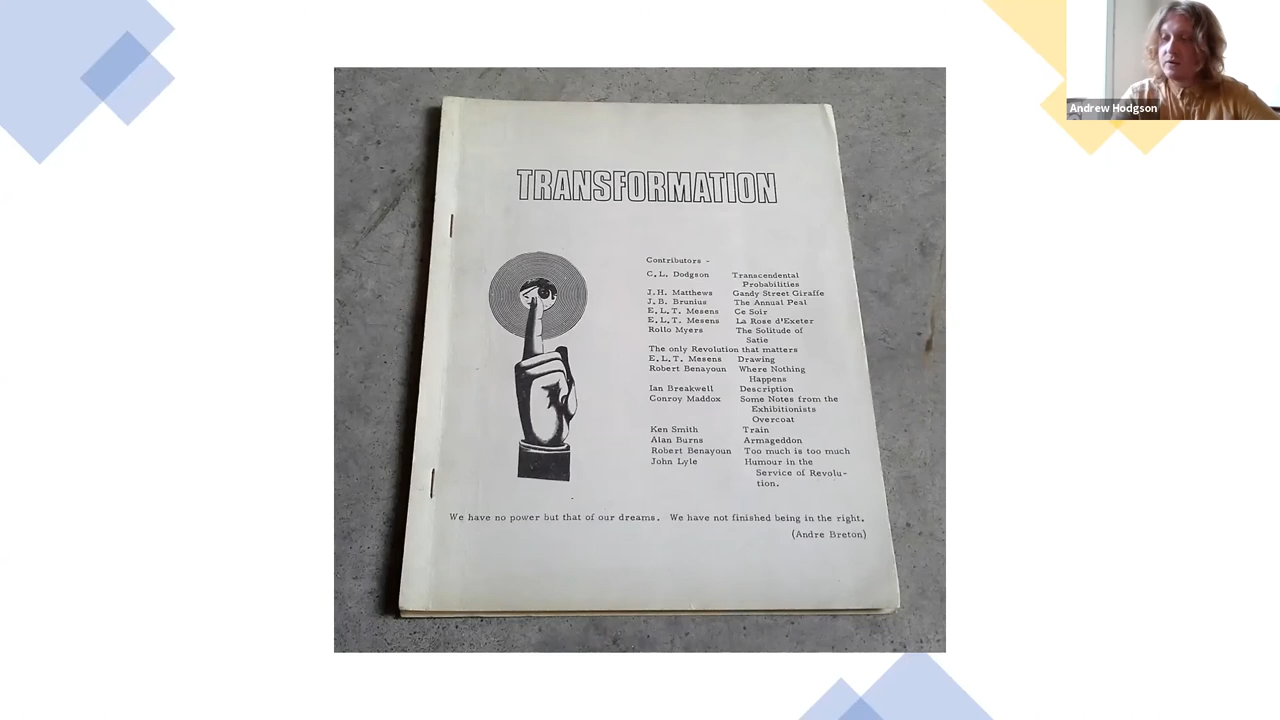 Andrew Hodgson
TRANSFORMATION
Contributors -
C.L. Dodgson Transcendental
Probabilities
J.H. Matthews Gandy Street Giraffe
J.B. Brunius The Annual Peal
E.L.T. Mesens Ce Soir
E.L.T. Mesens La Rose d'Exeter
Rollo Myers The Solitude of
Satie
The only Revolution that matters
E.L.T. Mesens Drawing
Robert Benayoun Where Nothing
Happens
Ian Breakwell Description
Conroy Maddox Some Notes from the
Exhibitionists
Overcoat
Ken Smith Train
Alan Burns Armageddon
Robert Benayoun Too much is too much
John Lyle Humour in the
Service of Revolu-
tion.
We have no power but that of our dreams. We have not finished being in the right.
(Andre Breton)